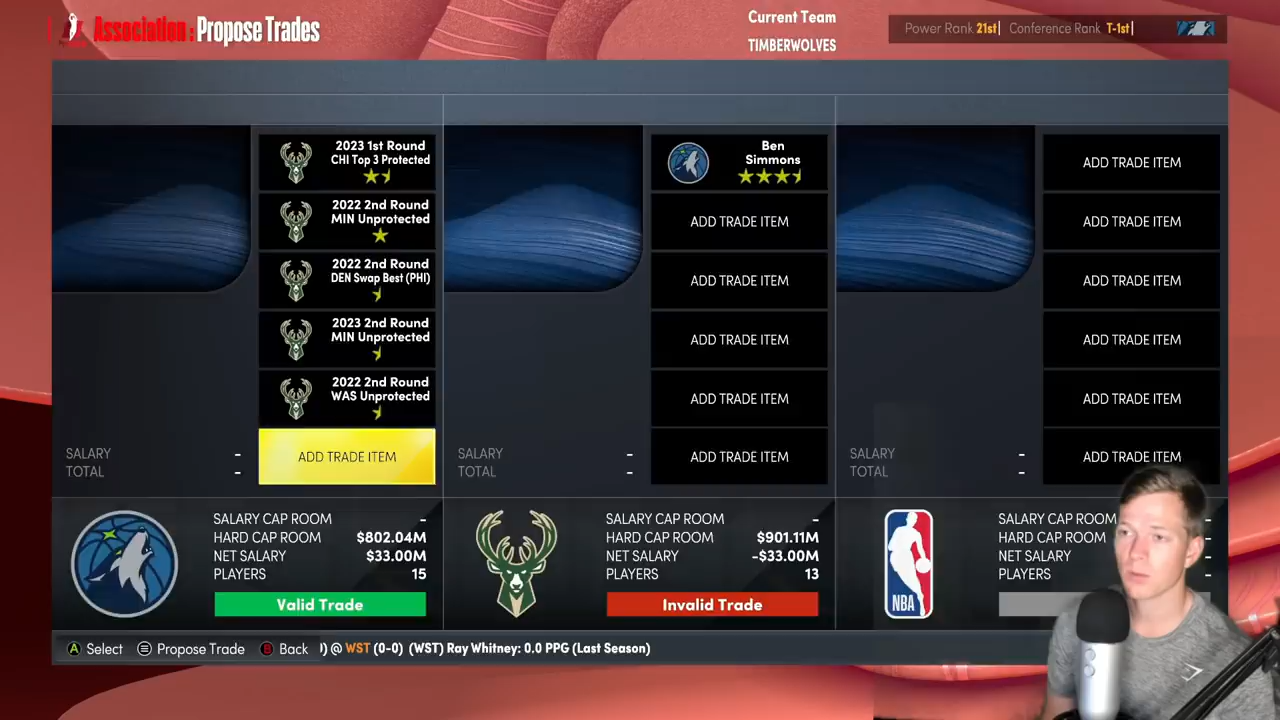 Association : Propose Trades
Current Team
TIMBERWOLVES
Power Rank 21st| Conference Rank T-1st|
2023 1st Round
CHI Top 3 Protected
2022 2nd Round
MIN Unprotected
2022 2nd Round
DEN Swap Best (PHI)
2023 2nd Round
MIN Unprotected
2022 2nd Round
WAS Unprotected
ADD TRADE ITEM
SALARY -
TOTAL -
Ben
Simmons
ADD TRADE ITEM
ADD TRADE ITEM
ADD TRADE ITEM
ADD TRADE ITEM
ADD TRADE ITEM
SALARY -
TOTAL -
ADD TRADE ITEM
ADD TRADE ITEM
ADD TRADE ITEM
ADD TRADE ITEM
ADD TRADE ITEM
ADD TRADE ITEM
SALARY -
TOTAL -
SALARY CAP ROOM -
HARD CAP ROOM $802.04M
NET SALARY $33.00M
PLAYERS 15
Valid Trade
SALARY CAP ROOM -
HARD CAP ROOM $901.11M
NET SALARY -$33.00M
PLAYERS 13
Invalid Trade
NBA
SALARY CAP ROOM -
HARD CAP ROOM -
NET SALARY -
PLAYERS -
A Select Propose Trade B Back ) @ WST (0-0) (WST) Ray Whitney: 0.0 PPG (Last Season)